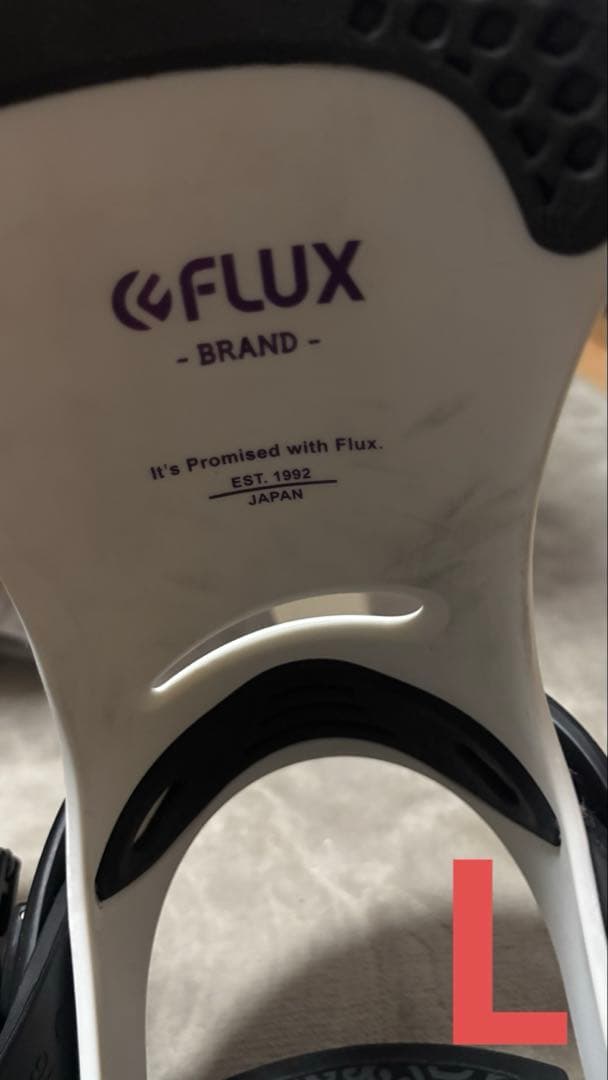 FLUX
- BRAND -
It's Promised with Flux.
EST. 1992
JAPAN
L